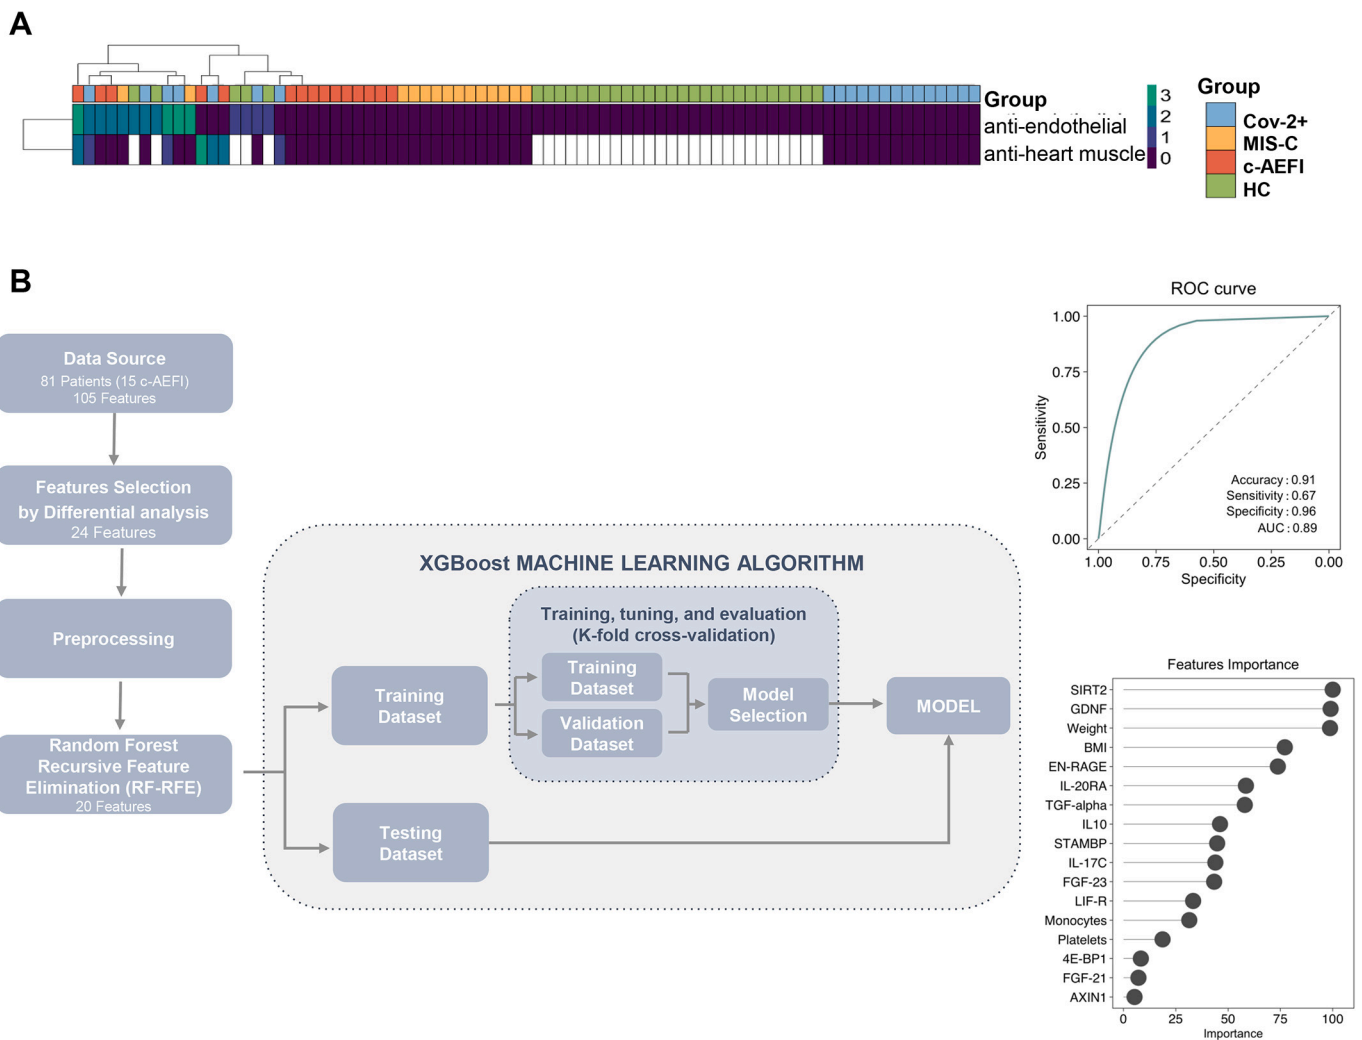 A
Group
anti-endothelial
anti-heart muscle
3
2
1
0
Group
Cov-2+
MIS-C
c-AEFI
HC
B
Data Source
81 Patients (15 c-AEFI)
105 Features
Features Selection
by Differential analysis
24 Features
Preprocessing
Random Forest
Recursive Feature
Elimination (RF-RFE)
20 Features
XGBoost MACHINE LEARNING ALGORITHM
Training, tuning, and evaluation
(K-fold cross-validation)
Training
Dataset
Training
Dataset
Validation
Dataset
Model
Selection
MODEL
Testing
Dataset
ROC curve
Sensitivity
1.00
0.75
0.50
0.25
0.00
Accuracy : 0.91
Sensitivity : 0.67
Specificity : 0.96
AUC : 0.89
1.00 0.75 0.50 0.25 0.00
Specificity
Features Importance
SIRT2
GDNF
Weight
BMI
EN-RAGE
IL-20RA
TGF-alpha
IL10
STAMBP
IL-17C
FGF-23
LIF-R
Monocytes
Platelets
4E-BP1
FGF-21
AXIN1
0 25 50 75 100
Importance